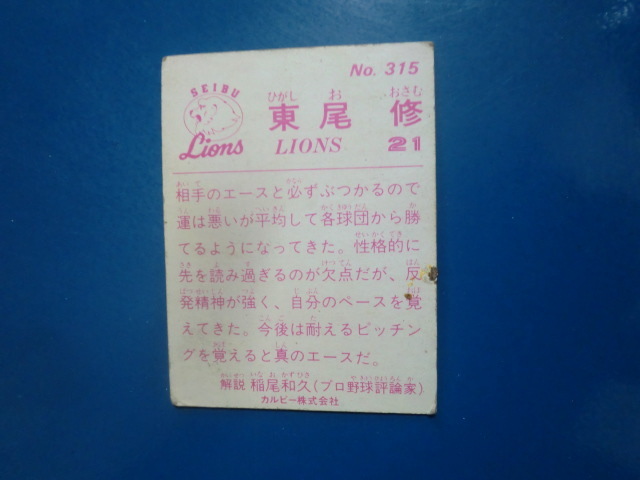 No. 315
SEIBU
Lions
ひがし お おさむ
東尾 修
LIONS 21
相手のエースと必ずぶつかるので
運は悪いが平均して各球団から勝
てるようになってきた。性格的に
先を読み過ぎるのが欠点だが、反
発精神が強く、自分のペースを覚
えてきた。今後は耐えるピッチン
グを覚えると真のエースだ。
解説 稲尾和久(プロ野球評論家)
カルビー株式会社